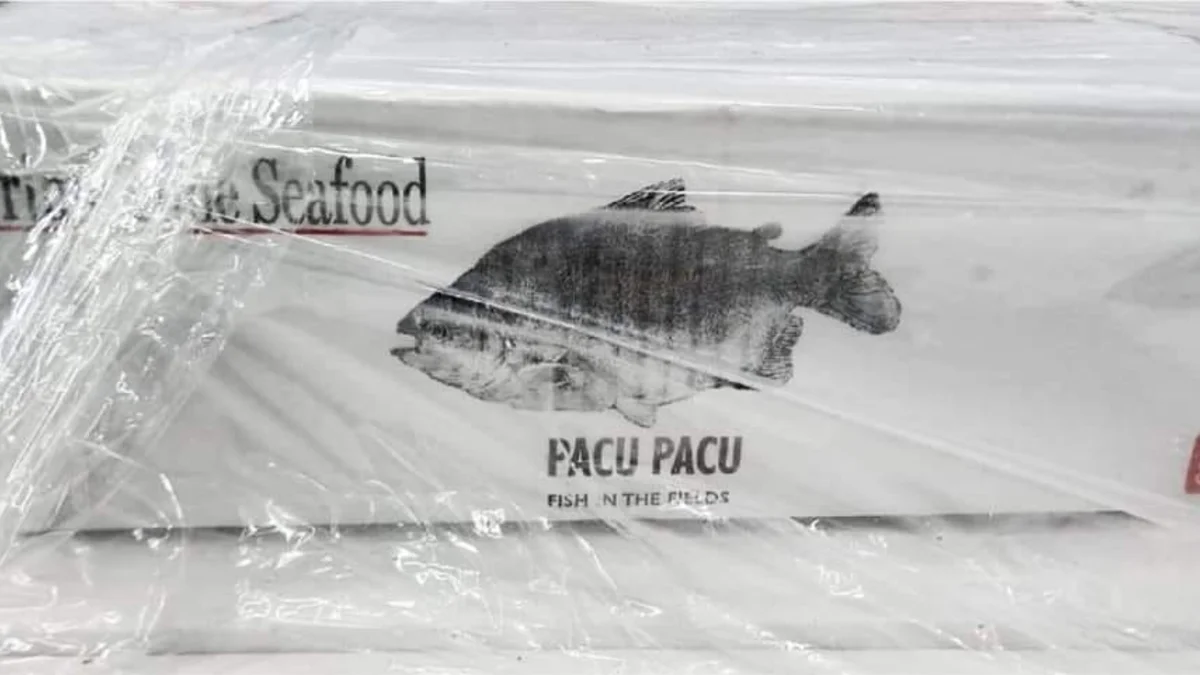 Seafood
PACU PACU
FISH IN THE FIELDS